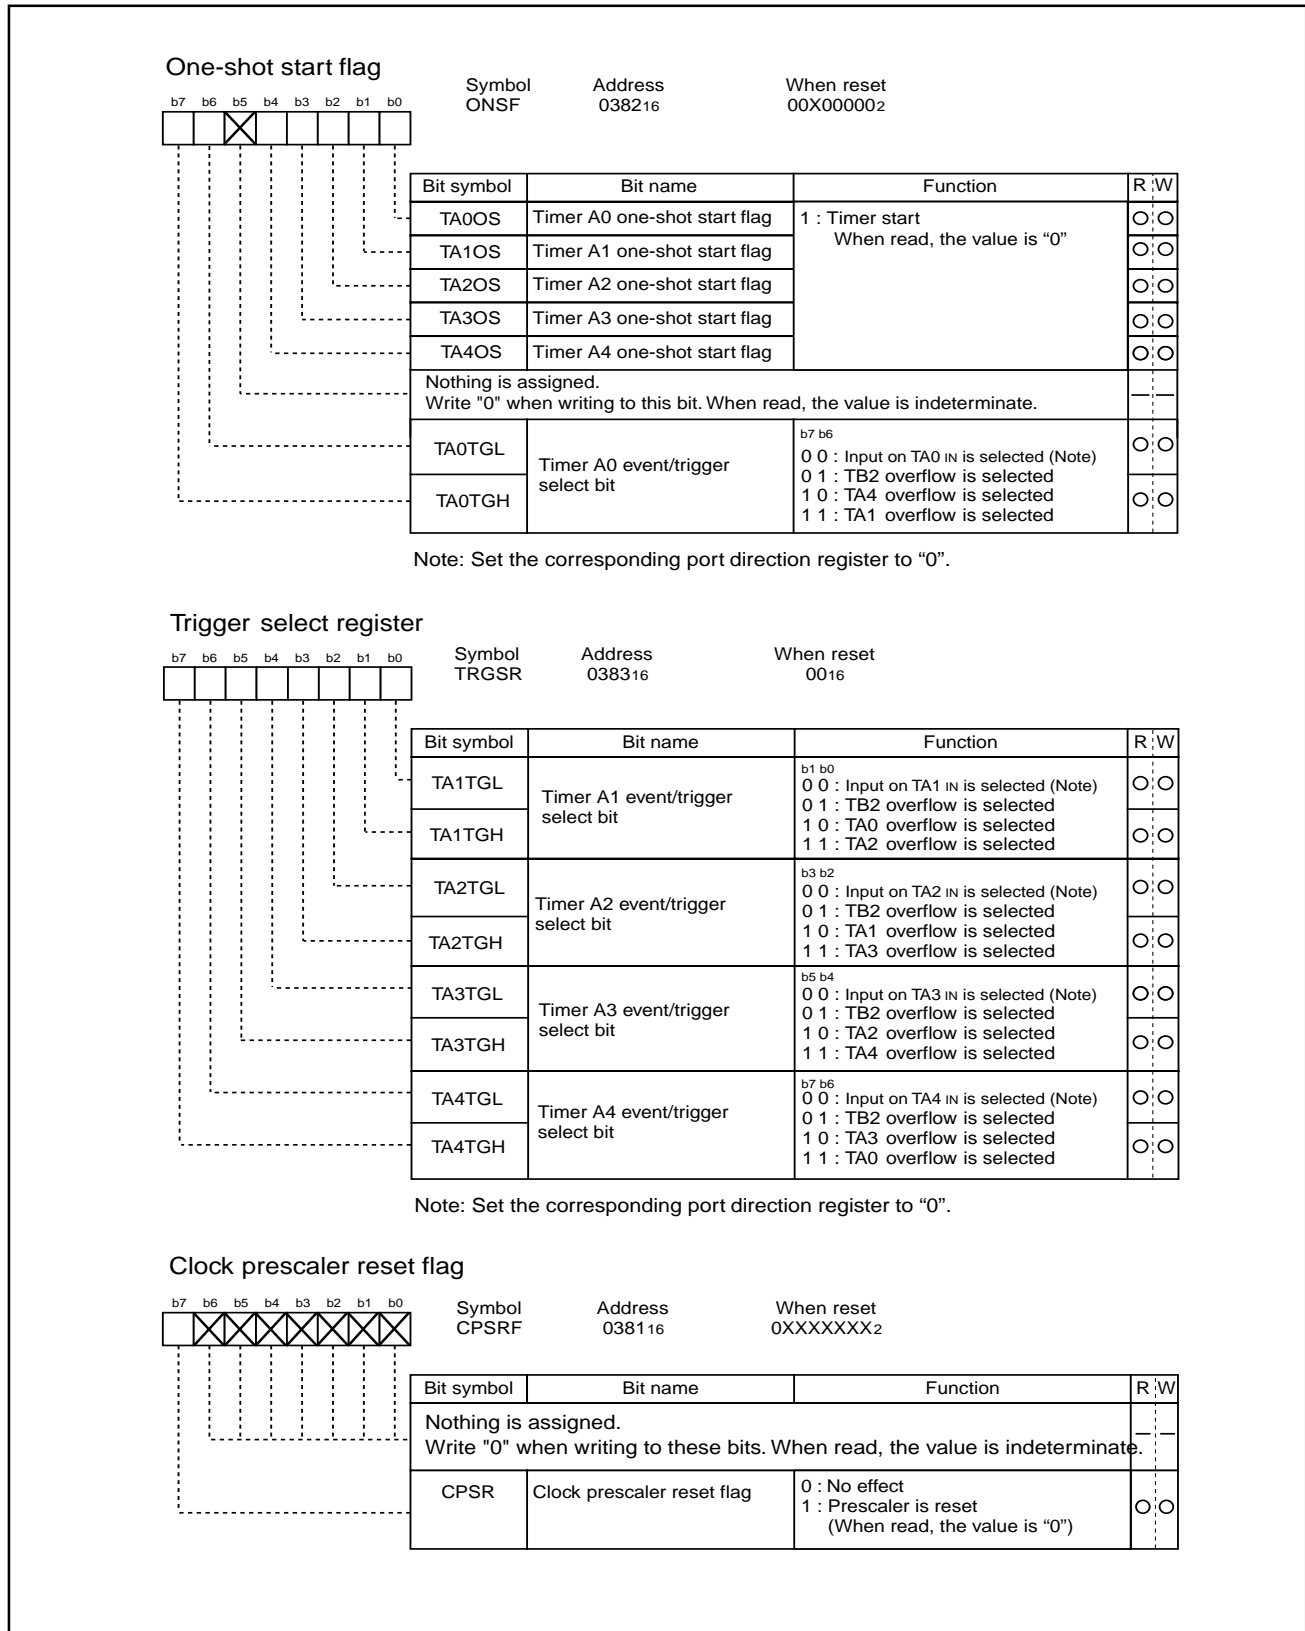 One-shot start flag
Symbol Address When reset
b7 b6 b5 b4 b3 b2 b1 b0 ONSF 038216 00X000002
Bit symbol Bit name Function R W
TA0OS Timer A0 one-shot start flag 1 : Timer start
When read, the value is “0”
TA1OS Timer A1 one-shot start flag
TA2OS Timer A2 one-shot start flag
TA3OS Timer A3 one-shot start flag
TA4OS Timer A4 one-shot start flag
Nothing is assigned.
Write "0" when writing to this bit. When read, the value is indeterminate.
TA0TGL Timer A0 event/trigger select bit b7 b6
0 0 : Input on TA0 IN is selected (Note)
0 1 : TB2 overflow is selected
TA0TGH 1 0 : TA4 overflow is selected
1 1 : TA1 overflow is selected
Note: Set the corresponding port direction register to “0”.
Trigger select register
Symbol Address When reset
b7 b6 b5 b4 b3 b2 b1 b0 TRGSR 038316 0016
Bit symbol Bit name Function R W
TA1TGL Timer A1 event/trigger select bit b1 b0
0 0 : Input on TA1 IN is selected (Note)
0 1 : TB2 overflow is selected
TA1TGH 1 0 : TA0 overflow is selected
1 1 : TA2 overflow is selected
TA2TGL Timer A2 event/trigger select bit b3 b2
0 0 : Input on TA2 IN is selected (Note)
0 1 : TB2 overflow is selected
TA2TGH 1 0 : TA1 overflow is selected
1 1 : TA3 overflow is selected
TA3TGL Timer A3 event/trigger select bit b5 b4
0 0 : Input on TA3 IN is selected (Note)
0 1 : TB2 overflow is selected
TA3TGH 1 0 : TA2 overflow is selected
1 1 : TA4 overflow is selected
TA4TGL Timer A4 event/trigger select bit b7 b6
0 0 : Input on TA4 IN is selected (Note)
0 1 : TB2 overflow is selected
TA4TGH 1 0 : TA3 overflow is selected
1 1 : TA0 overflow is selected
Note: Set the corresponding port direction register to “0”.
Clock prescaler reset flag
Symbol Address When reset
b7 b6 b5 b4 b3 b2 b1 b0 CPSRF 038116 0XXXXXXX2
Bit symbol Bit name Function R W
Nothing is assigned.
Write "0" when writing to these bits. When read, the value is indeterminate.
CPSR Clock prescaler reset flag 0 : No effect
1 : Prescaler is reset
(When read, the value is “0”)